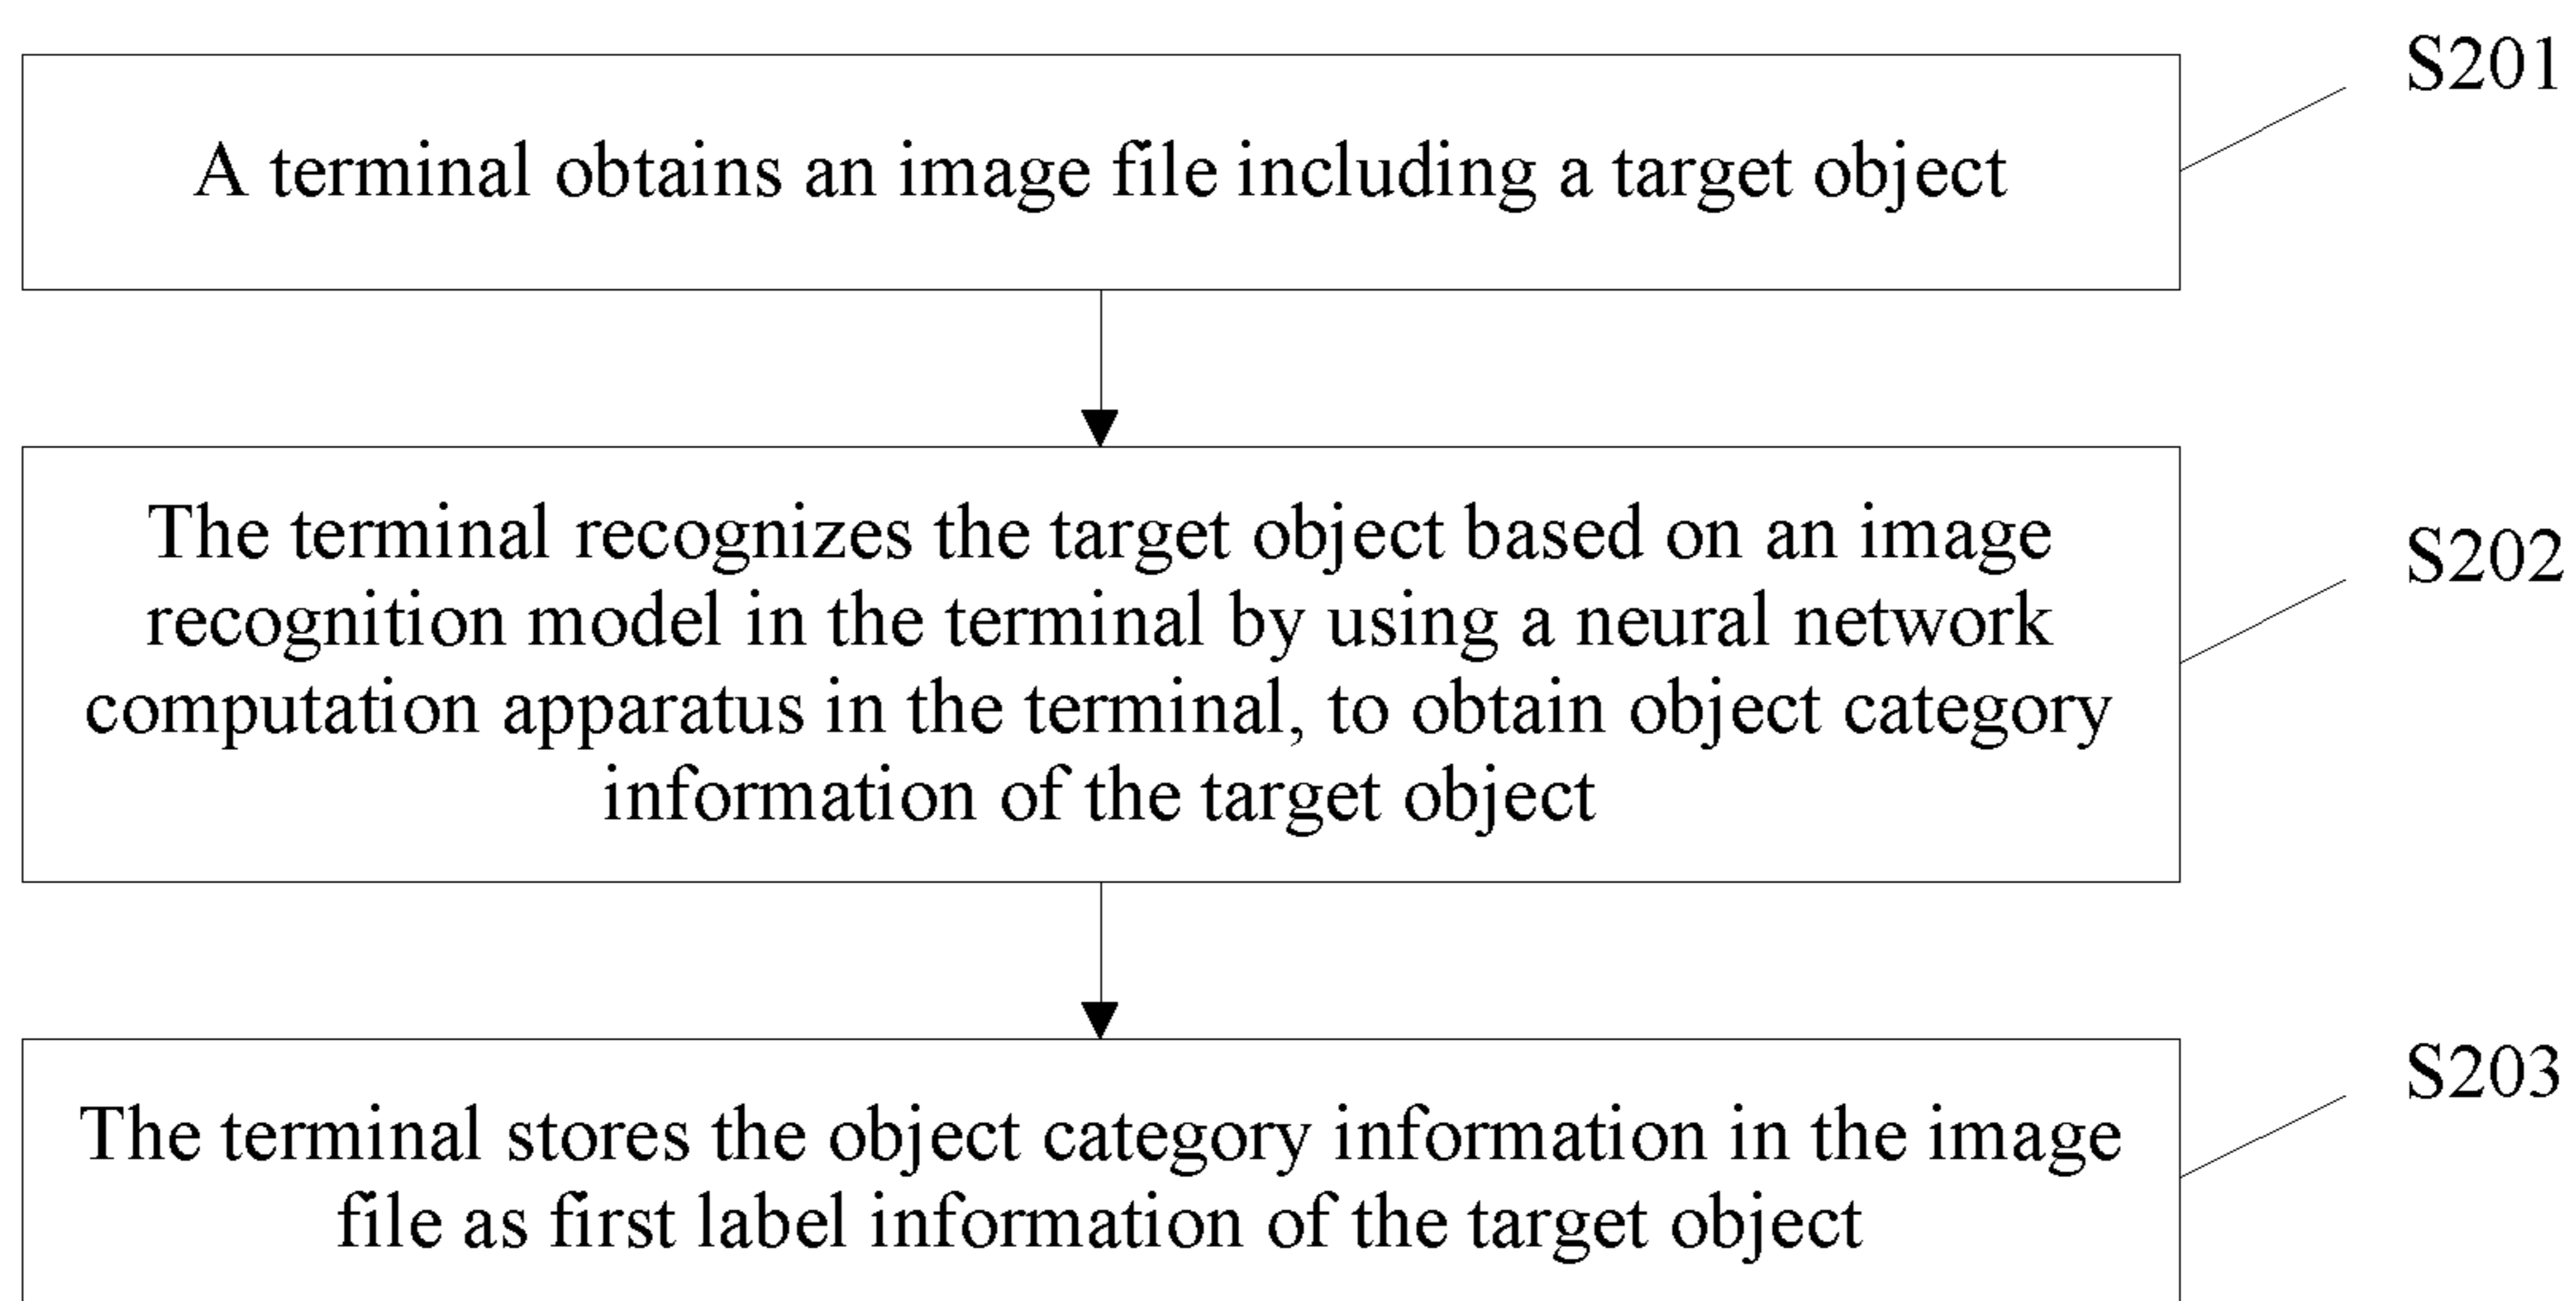 S201
A terminal obtains an image file including a target object
The terminal recognizes the target object based on an image
recognition model in the terminal by using a neural network
computation apparatus in the terminal, to obtain object category
information of the target object
S202
The terminal stores the object category information in the image
file as first label information of the target object
S203